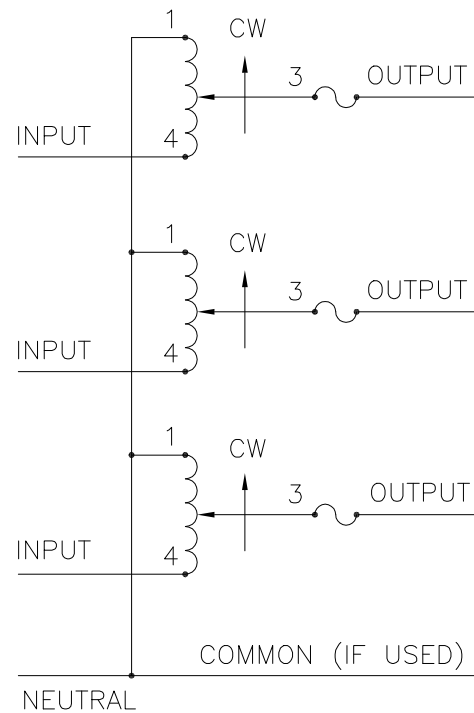 1
CW
3
OUTPUT
INPUT
4
1
CW
3
OUTPUT
INPUT
4
1
CW
3
OUTPUT
INPUT
4
COMMON (IF USED)
NEUTRAL